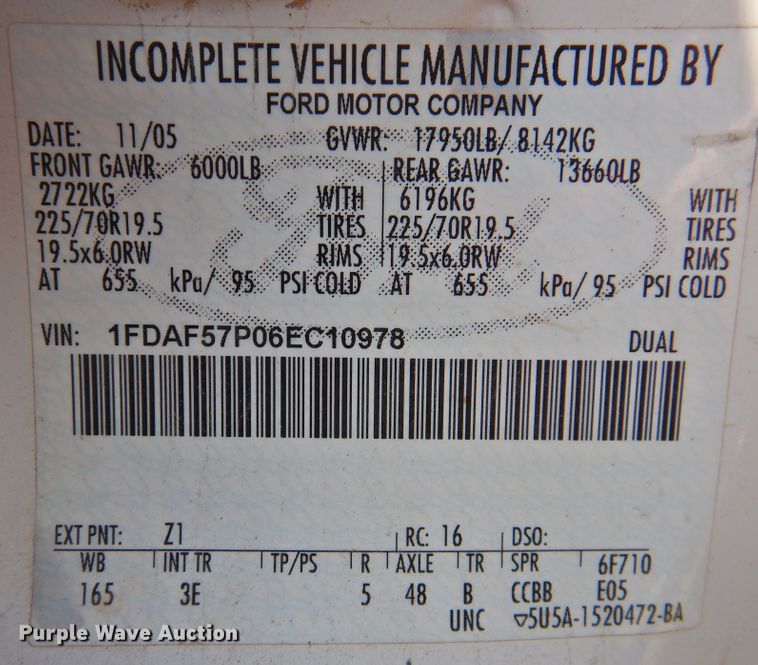 INCOMPLETE VEHICLE MANUFACTURED BY
FORD MOTOR COMPANY
DATE: 11/05 GVWR: 17950LB/ 8142KG
FRONT GAWR: 6000LB REAR GAWR: 13660LB
2722KG WITH 6196KG WITH
225/70R19.5 TIRES 225/70R19.5 TIRES
19.5x6.0RW RIMS 19.5x6.0RW RIMS
AT 655 kPa/ 95 PSI COLD AT 655 kPa/ 95 PSI COLD
VIN: 1FDAF57P06EC10978 DUAL
EXT PNT: Z1 RC: 16 DSO:
WB INT TR TP/PS R AXLE TR SPR 6F710
165 3E 5 48 B CCBB E05
UNC ▽5U5A-1520472-BA
Purple Wave Auction